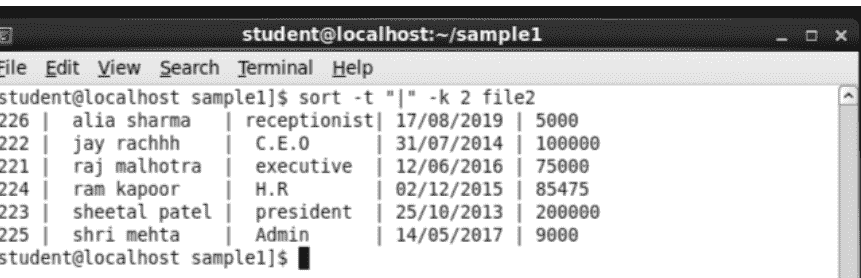 student@localhost:~/sample1
File Edit View Search Terminal Help
student@localhost sample1]$ sort -t "|" -k 2 file2
226 | alia sharma | receptionist| 17/08/2019 | 5000
222 | jay rachhh | C.E.O | 31/07/2014 | 100000
221 | raj malhotra | executive | 12/06/2016 | 75000
224 | ram kapoor | H.R | 02/12/2015 | 85475
223 | sheetal patel | president | 25/10/2013 | 200000
225 | shri mehta | Admin | 14/05/2017 | 9000
student@localhost sample1]$